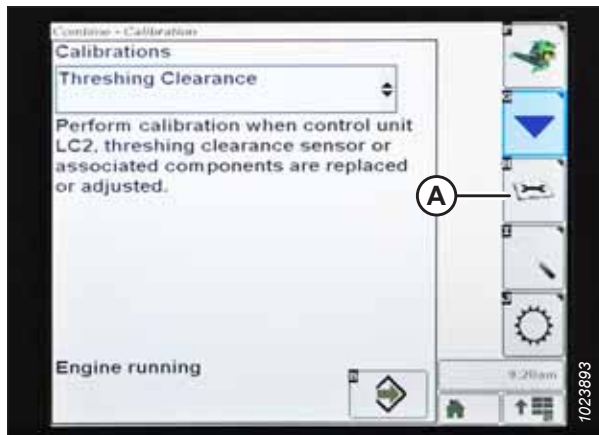 Combine - Calibration
Calibrations
Threshing Clearance
Perform calibration when control unit
LC2, threshing clearance sensor or
associated components are replaced
or adjusted.
A
Engine running
9:20am
1023893